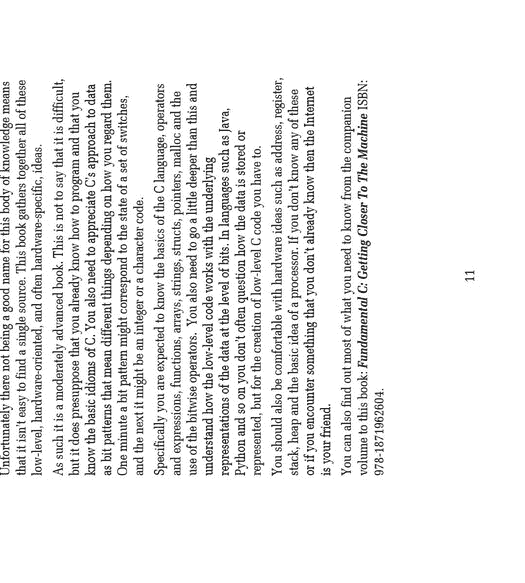 Unfortunately there not being a good name for this body of knowledge means
that it isn't easy to find a single source. This book gathers together all of these
low-level, hardware-oriented, and often hardware-specific, ideas.
As such it is a moderately advanced book. This is not to say that it is difficult,
but it does presuppose that you already know how to program and that you
know the basic idioms of C. You also need to appreciate C's approach to data
as bit patterns that mean different things depending on how you regard them.
One minute a bit pattern might correspond to the state of a set of switches,
and the next it might be an integer or a character code.
Specifically you are expected to know the basics of the C language, operators
and expressions, functions, arrays, strings, structs, pointers, malloc and the
use of the bitwise operators. You also need to go a little deeper than this and
understand how the low-level code works with the underlying
representations of the data at the level of bits. In languages such as Java,
Python and so on you don't often question how the data is stored or
represented, but for the creation of low-level C code you have to.
You should also be comfortable with hardware ideas such as address, register,
stack, heap and the basic idea of a processor. If you don't know any of these
or if you encounter something that you don't already know then the Internet
is your friend.
You can also find out most of what you need to know from the companion
volume to this book: Fundamental C: Getting Closer To The Machine ISBN:
978-1871962604.
11